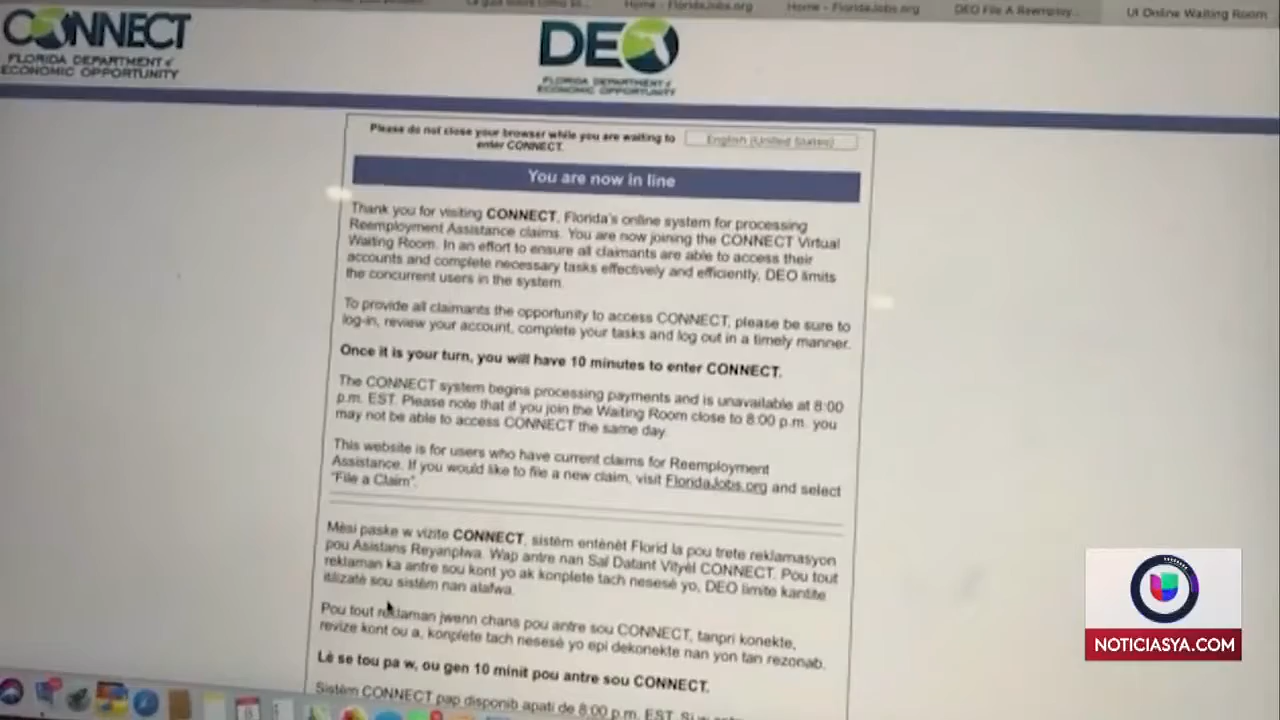 Home - FloridaJobs.org
Home - FloridaJobs.org
DEO File A Reemploy...
UI Online Waiting Room
CONNECT
FLORIDA DEPARTMENT of
ECONOMIC OPPORTUNITY
DEO
FLORIDA DEPARTMENT of
ECONOMIC OPPORTUNITY
Please do not close your browser while you are waiting to
enter CONNECT.
English (United States)
You are now in line
Thank you for visiting CONNECT, Florida's online system for processing
Reemployment Assistance claims. You are now joining the CONNECT Virtual
Waiting Room. In an effort to ensure all claimants are able to access their
accounts and complete necessary tasks effectively and efficiently, DEO limits
the concurrent users in the system.
To provide all claimants the opportunity to access CONNECT, please be sure to
log-in, review your account, complete your tasks and log out in a timely manner.
Once it is your turn, you will have 10 minutes to enter CONNECT.
The CONNECT system begins processing payments and is unavailable at 8:00
p.m. EST. Please note that if you join the Waiting Room close to 8:00 p.m. you
may not be able to access CONNECT the same day.
This website is for users who have current claims for Reemployment
Assistance. If you would like to file a new claim, visit FloridaJobs.org and select
"File a Claim".
Mèsi paske w vizite CONNECT, sistèm entènèt Florid la pou trete reklamasyon
pou Asistans Reyanplwa. Wap antre nan Sal Datant Vityèl CONNECT. Pou tout
reklaman ka antre sou kont yo ak konplete tach nesesè yo, DEO limite kantite
itilizatè sou sistèm nan alafwa.
Pou tout reklaman jwenn chans pou antre sou CONNECT, tanpri konekte,
revize kont ou a, konplete tach nesesè yo epi dekonekte nan yon tan rezonab.
Lè se tou pa w, ou gen 10 minit pou antre sou CONNECT.
Sistèm CONNECT pap disponib apati de 8:00 p.m. EST. Si w
NOTICIASYA.COM